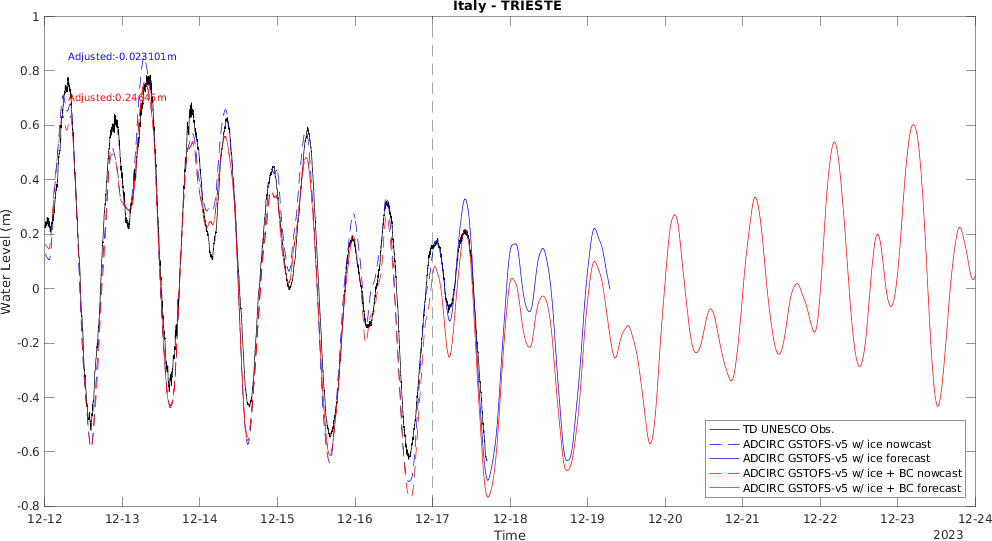 Italy - TRIESTE
1
0.8
0.6
0.4
0.2
0
-0.2
-0.4
-0.6
-0.8
Water Level (m)
Adjusted:-0.023101m
TD UNESCO Obs.
ADCIRC GSTOFS-v5 w/ ice nowcast
ADCIRC GSTOFS-v5 w/ ice forecast
ADCIRC GSTOFS-v5 w/ ice + BC nowcast
ADCIRC GSTOFS-v5 w/ ice + BC forecast
12-12 12-13 12-14 12-15 12-16 12-17 12-18 12-19 12-20 12-21 12-22 12-23 12-24
Time
2023